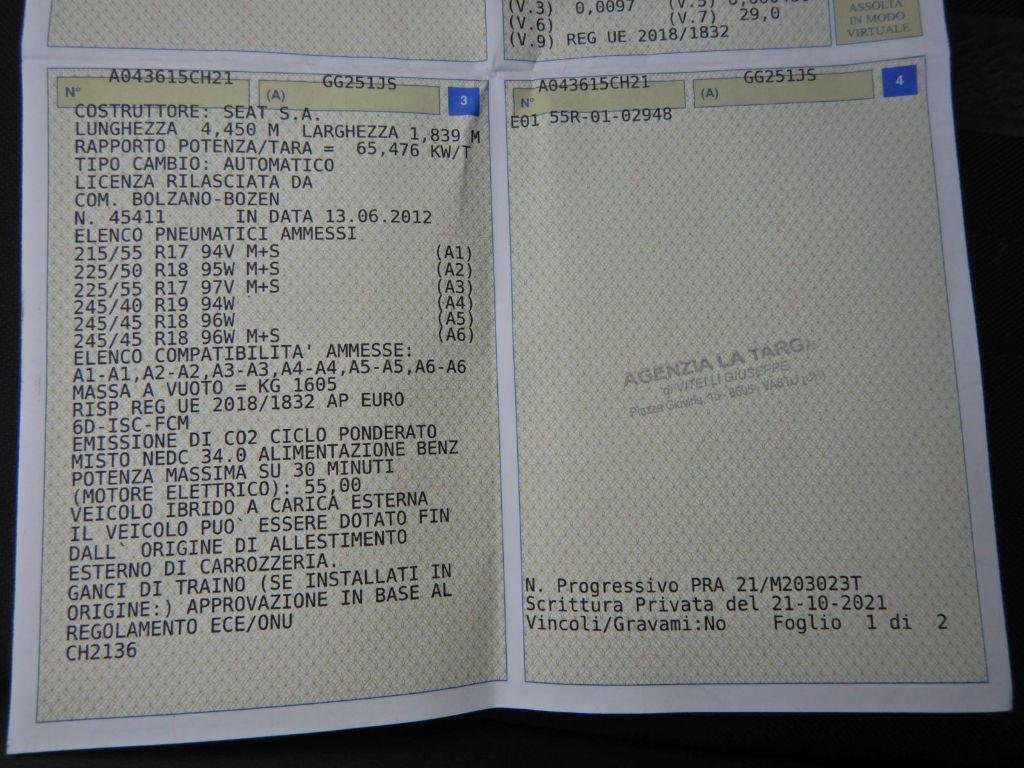 (V.3) 0,0097 (V.5)
(V.6) (V.7) 29,0
(V.9) REG UE 2018/1832
ASSOLTA
IN MODO
VIRTUALE
N° A043615CH21 (A) GG251JS 3
COSTRUTTORE: SEAT S.A.
LUNGHEZZA 4,450 M LARGHEZZA 1,839 M
RAPPORTO POTENZA/TARA = 65,476 KW/T
TIPO CAMBIO: AUTOMATICO
LICENZA RILASCIATA DA
COM. BOLZANO-BOZEN
N. 45411 IN DATA 13.06.2012
ELENCO PNEUMATICI AMMESSI
215/55 R17 94V M+S (A1)
225/50 R18 95W M+S (A2)
225/55 R17 97V M+S (A3)
245/40 R19 94W (A4)
245/45 R18 96W (A5)
245/45 R18 96W M+S (A6)
ELENCO COMPATIBILITA' AMMESSE:
A1-A1,A2-A2,A3-A3,A4-A4,A5-A5,A6-A6
MASSA A VUOTO = KG 1605
RISP REG UE 2018/1832 AP EURO
6D-ISC-FCM
EMISSIONE DI CO2 CICLO PONDERATO
MISTO NEDC 34.0 ALIMENTAZIONE BENZ
POTENZA MASSIMA SU 30 MINUTI
(MOTORE ELETTRICO): 55,00
VEICOLO IBRIDO A CARICA ESTERNA
IL VEICOLO PUO` ESSERE DOTATO FIN
DALL` ORIGINE DI ALLESTIMENTO
ESTERNO DI CARROZZERIA.
GANCI DI TRAINO (SE INSTALLATI IN
ORIGINE:) APPROVAZIONE IN BASE AL
REGOLAMENTO ECE/ONU
CH2136
N° A043615CH21 (A) GG251JS 4
E01 55R-01-02948
AGENZIA LA TARGA
di VITELLI GIUSEPPE
Piazza
N. Progressivo PRA 21/M203023T
Scrittura Privata del 21-10-2021
Vincoli/Gravami:No Foglio 1 di 2